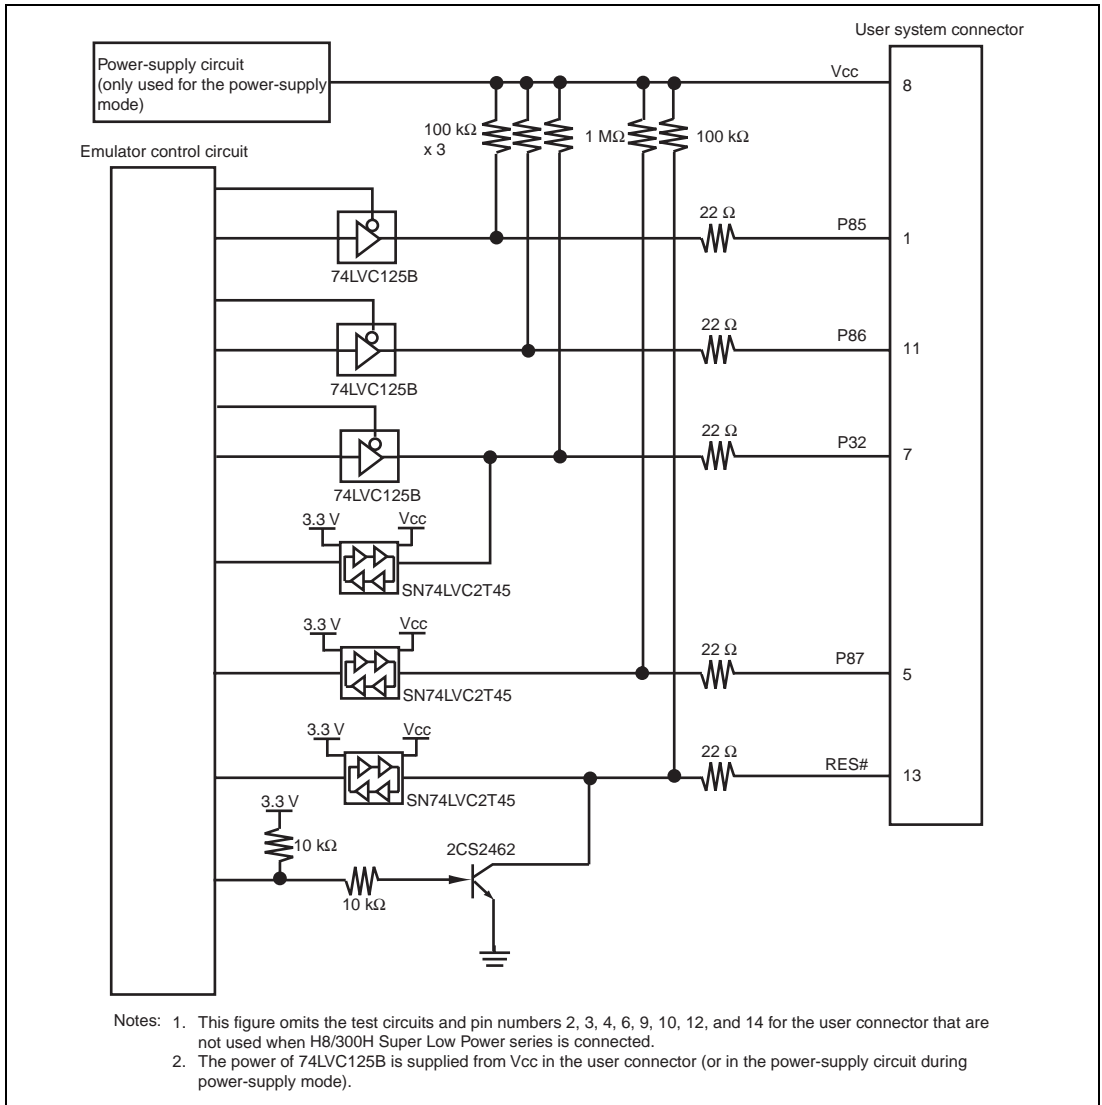 User system connector
Power-supply circuit
(only used for the power-supply
mode)
Vcc
8
100 kΩ
x 3
1 MΩ
100 kΩ
Emulator control circuit
22 Ω
P85
1
74LVC125B
22 Ω
P86
11
74LVC125B
22 Ω
P32
7
74LVC125B
3.3 V
Vcc
SN74LVC2T45
3.3 V
Vcc
22 Ω
P87
5
SN74LVC2T45
3.3 V
Vcc
22 Ω
RES#
13
SN74LVC2T45
3.3 V
10 kΩ
2CS2462
10 kΩ
Notes: 1. This figure omits the test circuits and pin numbers 2, 3, 4, 6, 9, 10, 12, and 14 for the user connector that are
not used when H8/300H Super Low Power series is connected.
2. The power of 74LVC125B is supplied from Vcc in the user connector (or in the power-supply circuit during
power-supply mode).